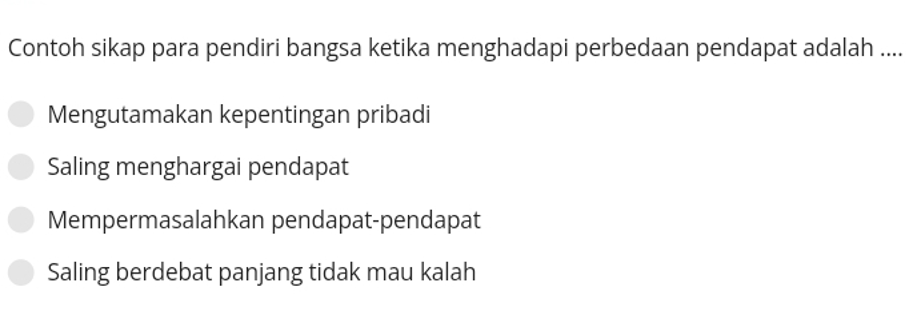 Contoh sikap para pendiri bangsa ketika menghadapi perbedaan pendapat adalah ....
Mengutamakan kepentingan pribadi
Saling menghargai pendapat
Mempermasalahkan pendapat-pendapat
Saling berdebat panjang tidak mau kalah